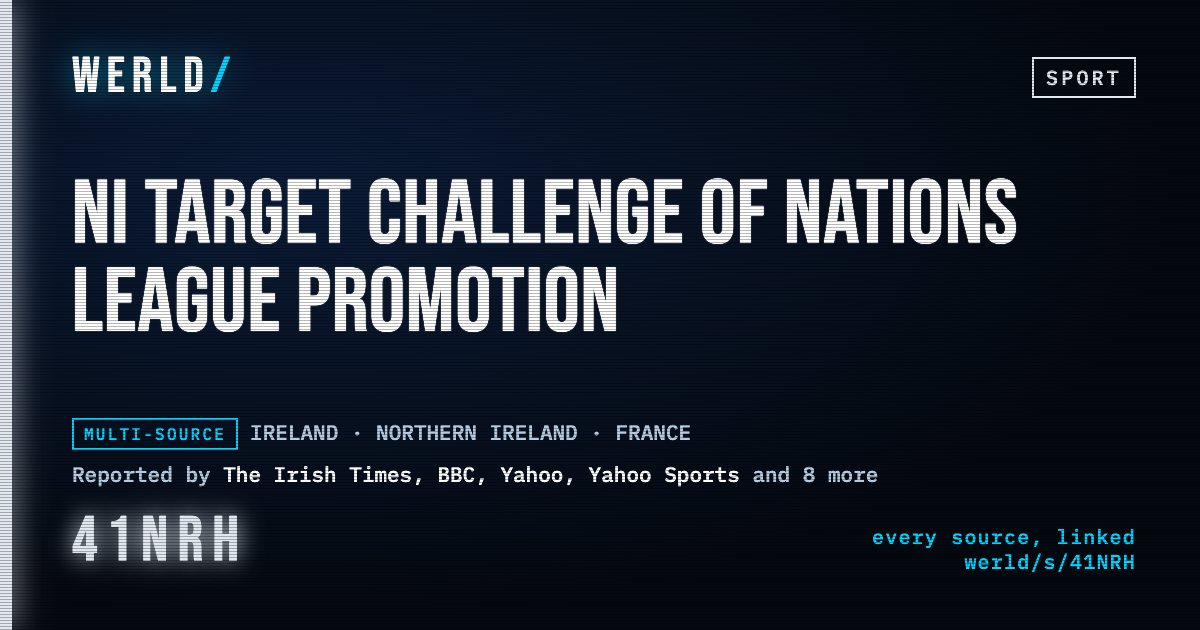 WERLD/
SPORT
NI TARGET CHALLENGE OF NATIONS
LEAGUE PROMOTION
MULTI-SOURCE IRELAND · NORTHERN IRELAND · FRANCE
Reported by The Irish Times, BBC, Yahoo, Yahoo Sports and 8 more
41NRH
every source, linked
werld/s/41NRH